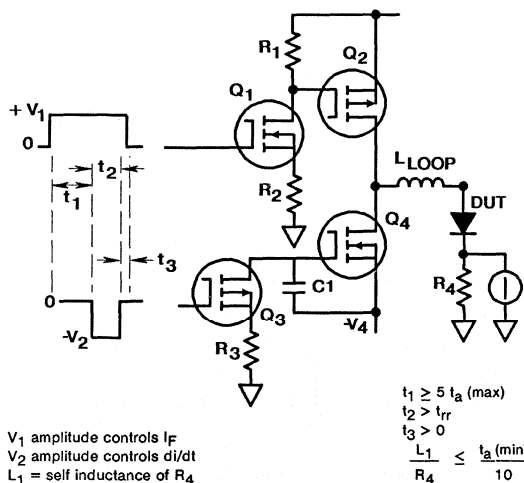 R1
Q2
Q1
+V1
0
t2
t1
R2
LLOOP
DUT
Q4
t3
0
C1
R4
Q3
-V2
-V4
R3
t1 ≥ 5 ta (max)
t2 > trr
t3 > 0
L1
R4
≤
ta (min
10
V1 amplitude controls IF
V2 amplitude controls di/dt
L1 = self inductance of R4